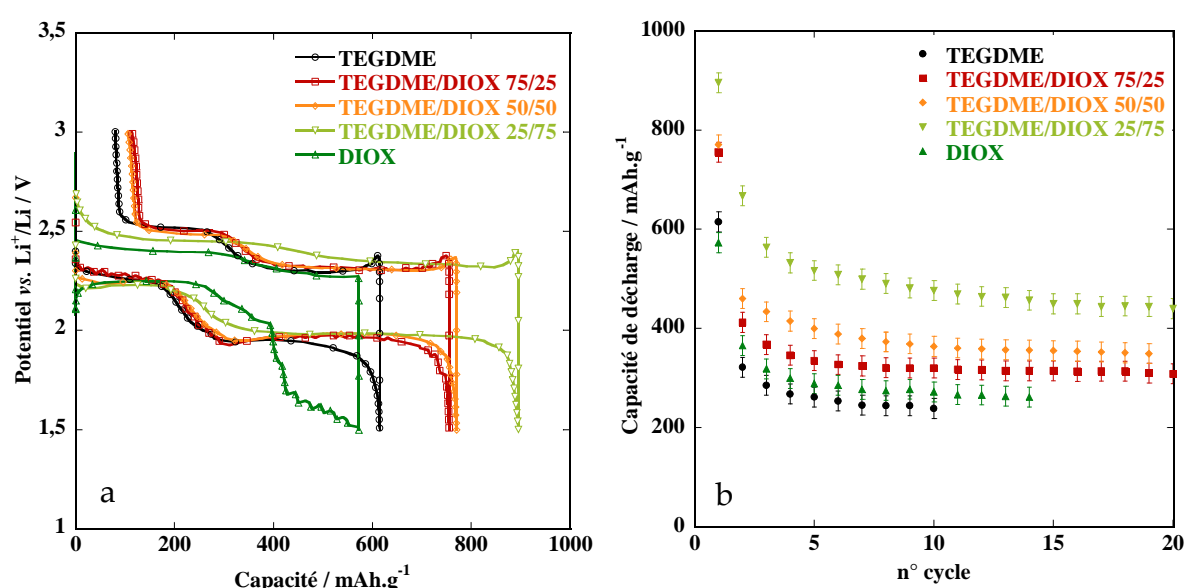 3,5
3
2,5
2
1,5
1
Potentiel vs. Li⁺/Li / V
TEGDME
TEGDME/DIOX 75/25
TEGDME/DIOX 50/50
TEGDME/DIOX 25/75
DIOX
a
0 200 400 600 800 1000
Capacité / mAh.g⁻¹
1000
800
600
400
200
0
Capacité de décharge / mAh.g⁻¹
TEGDME
TEGDME/DIOX 75/25
TEGDME/DIOX 50/50
TEGDME/DIOX 25/75
DIOX
b
0 5 10 15 20
n° cycle